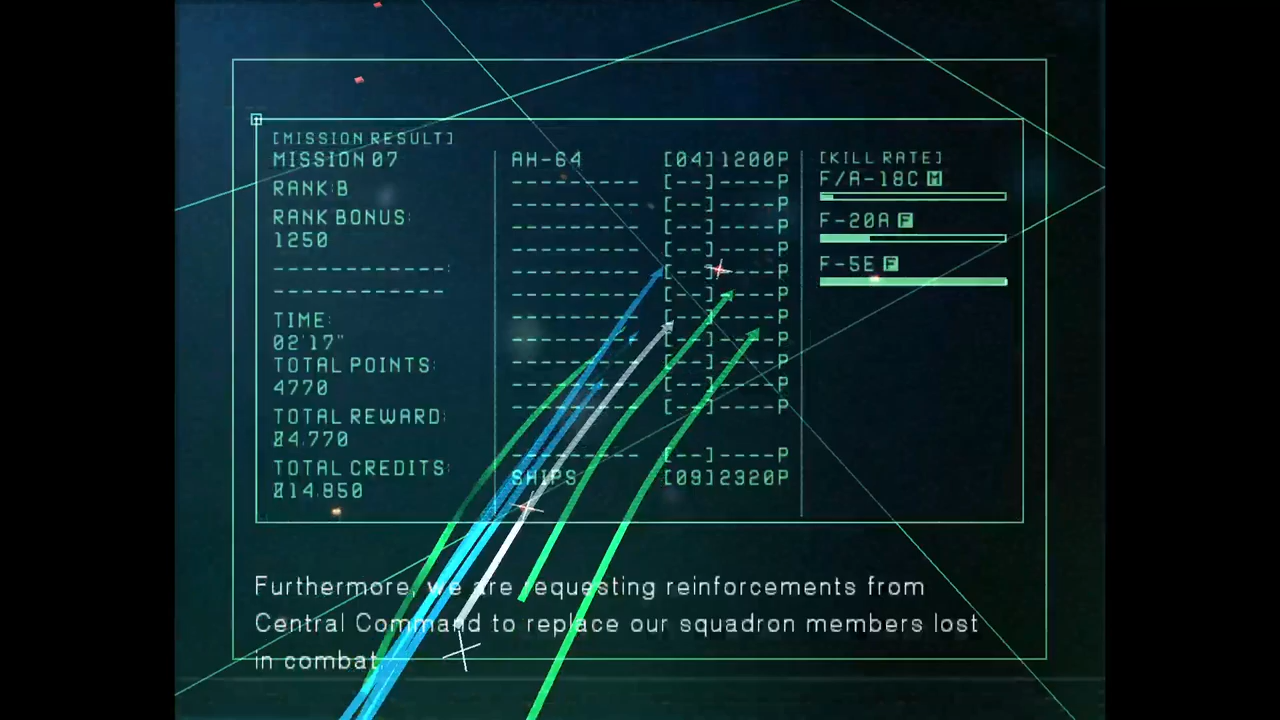 [MISSION RESULT]
MISSION 07
RANK:B
RANK BONUS:
1250
-------------:
-------------
TIME:
02'17"
TOTAL POINTS:
4770
TOTAL REWARD:
Z4.770
TOTAL CREDITS:
Z14.850
AH-64 [04]1200P
---------- [--]----P
---------- [--]----P
---------- [--]----P
---------- [--]----P
---------- [--]----P
---------- [--]----P
---------- [--]----P
---------- [--]----P
---------- [--]----P
---------- [--]----P
---------- [--]----P
---------- [--]----P
SHIPS [09]2320P
[KILL RATE]
F/A-18C M
F-20A F
F-5E F
Furthermore, we are requesting reinforcements from
Central Command to replace our squadron members lost
in combat.